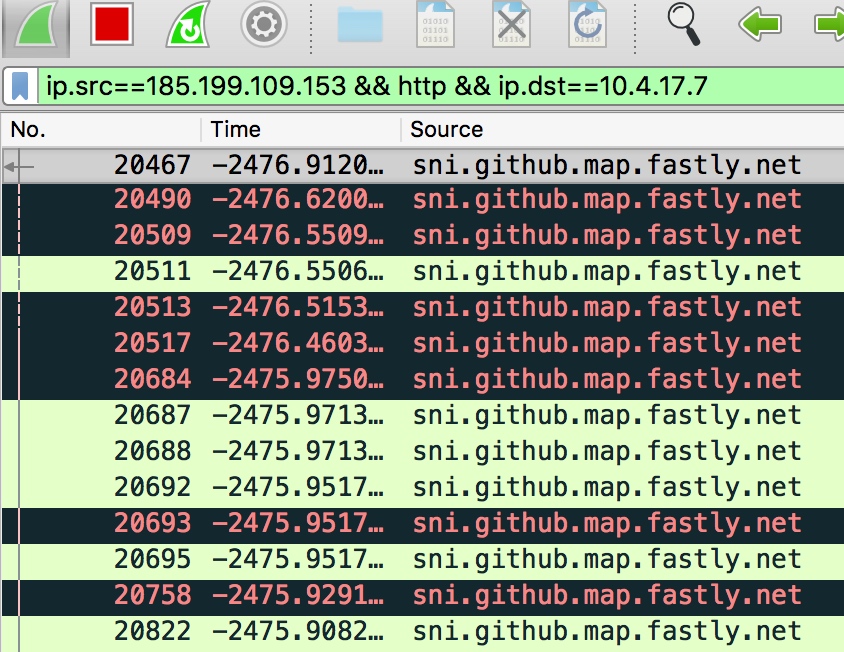 ip.src==185.199.109.153 && http && ip.dst==10.4.17.7
No. Time Source
20467 -2476.9120… sni.github.map.fastly.net
20490 -2476.6200… sni.github.map.fastly.net
20509 -2476.5509… sni.github.map.fastly.net
20511 -2476.5506… sni.github.map.fastly.net
20513 -2476.5153… sni.github.map.fastly.net
20517 -2476.4603… sni.github.map.fastly.net
20684 -2475.9750… sni.github.map.fastly.net
20687 -2475.9713… sni.github.map.fastly.net
20688 -2475.9713… sni.github.map.fastly.net
20692 -2475.9517… sni.github.map.fastly.net
20693 -2475.9517… sni.github.map.fastly.net
20695 -2475.9517… sni.github.map.fastly.net
20758 -2475.9291… sni.github.map.fastly.net
20822 -2475.9082… sni.github.map.fastly.net